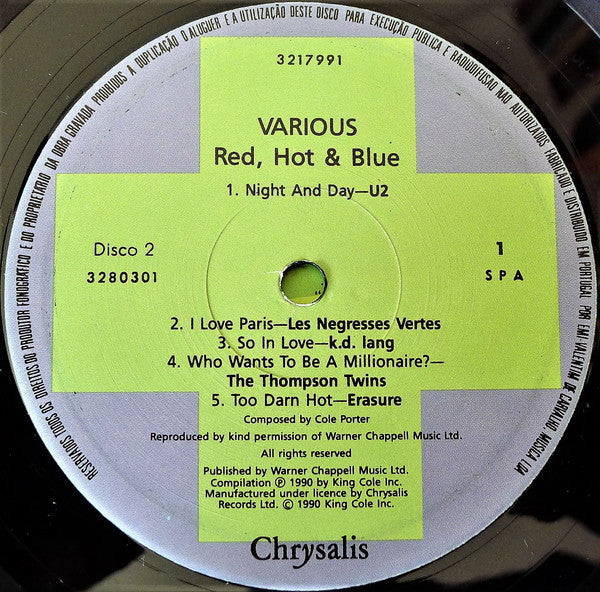 RESERVADOS TODOS OS DIREITOS DO PRODUTOR FONOGRÁFICO E DO PROPRIETÁRIO DA OBRA GRAVADA PROIBIDOS A DUPLICAÇÃO O ALUGUER E A UTILIZAÇÃO DESTE DISCO PARA EXECUÇÃO PUBLICA E RADIODIFUSÃO NÃO AUTORIZADOS FABRICADO E DISTRIBUIDO EM PORTUGAL POR EMI-VALENTIM DE CARVALHO MUSICA LDA
3217991
VARIOUS
Red, Hot & Blue
1. Night And Day—U2
Disco 2
3280301
1
SPA
2. I Love Paris—Les Negresses Vertes
3. So In Love—k.d. lang
4. Who Wants To Be A Millionaire?—
The Thompson Twins
5. Too Darn Hot—Erasure
Composed by Cole Porter
Reproduced by kind permission of Warner Chappell Music Ltd.
All rights reserved
Published by Warner Chappell Music Ltd.
Compilation Ⓟ 1990 by King Cole Inc.
Manufactured under licence by Chrysalis
Records Ltd. © 1990 King Cole Inc.
Chrysalis